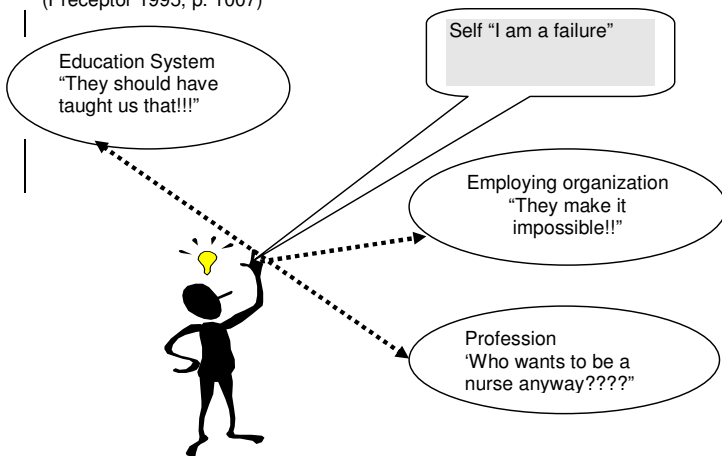 (Preceptor 1995, p. 1007)
Self “I am a failure”
Education System
“They should have
taught us that!!!”
Employing organization
“They make it
impossible!!”
Profession
‘Who wants to be a
nurse anyway????”